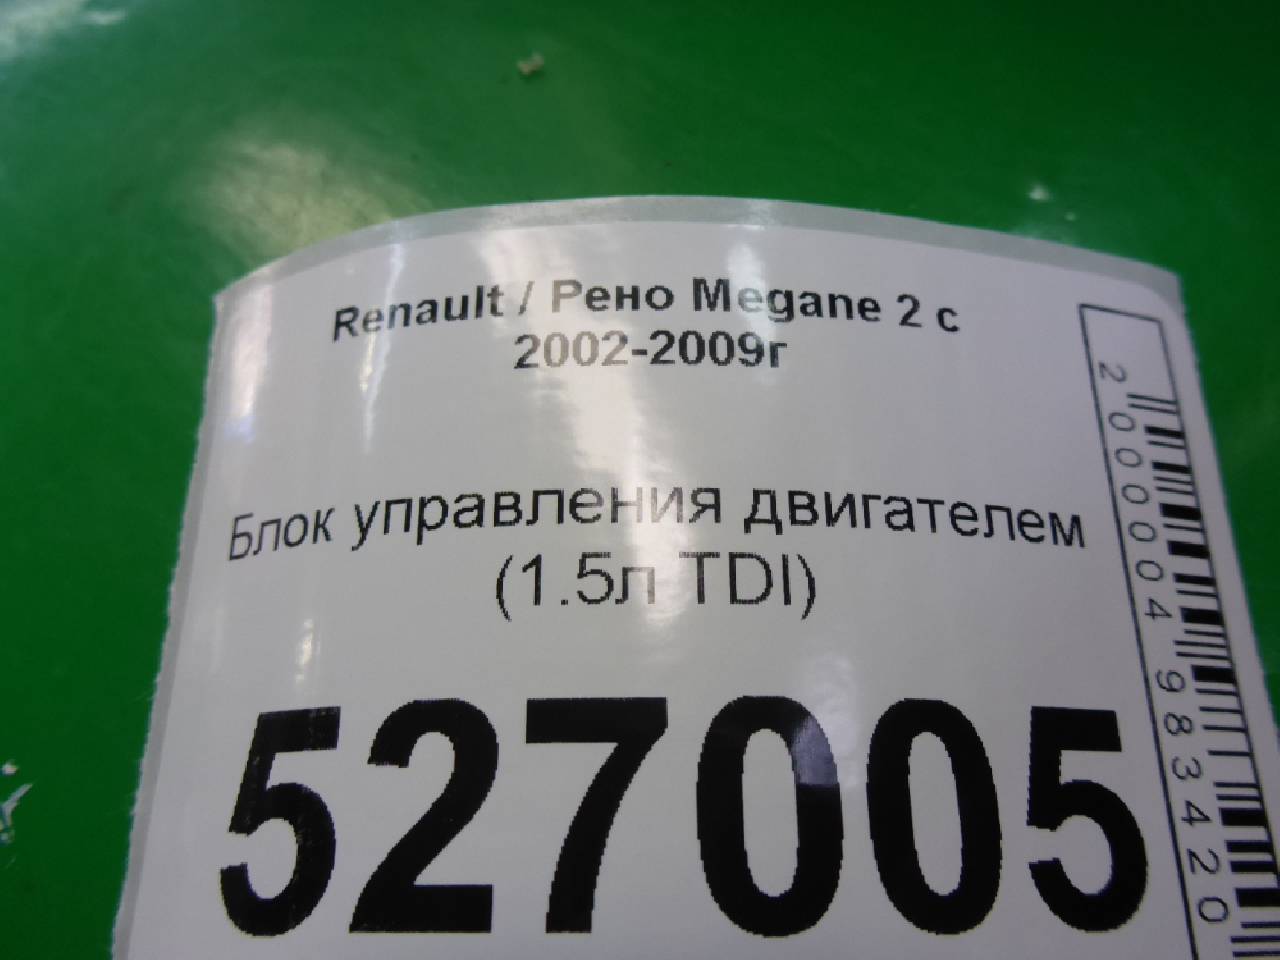 Renault / Рено Megane 2 с
2002-2009г
Блок управления двигателем
(1.5л TDI)
527005
2000004983420